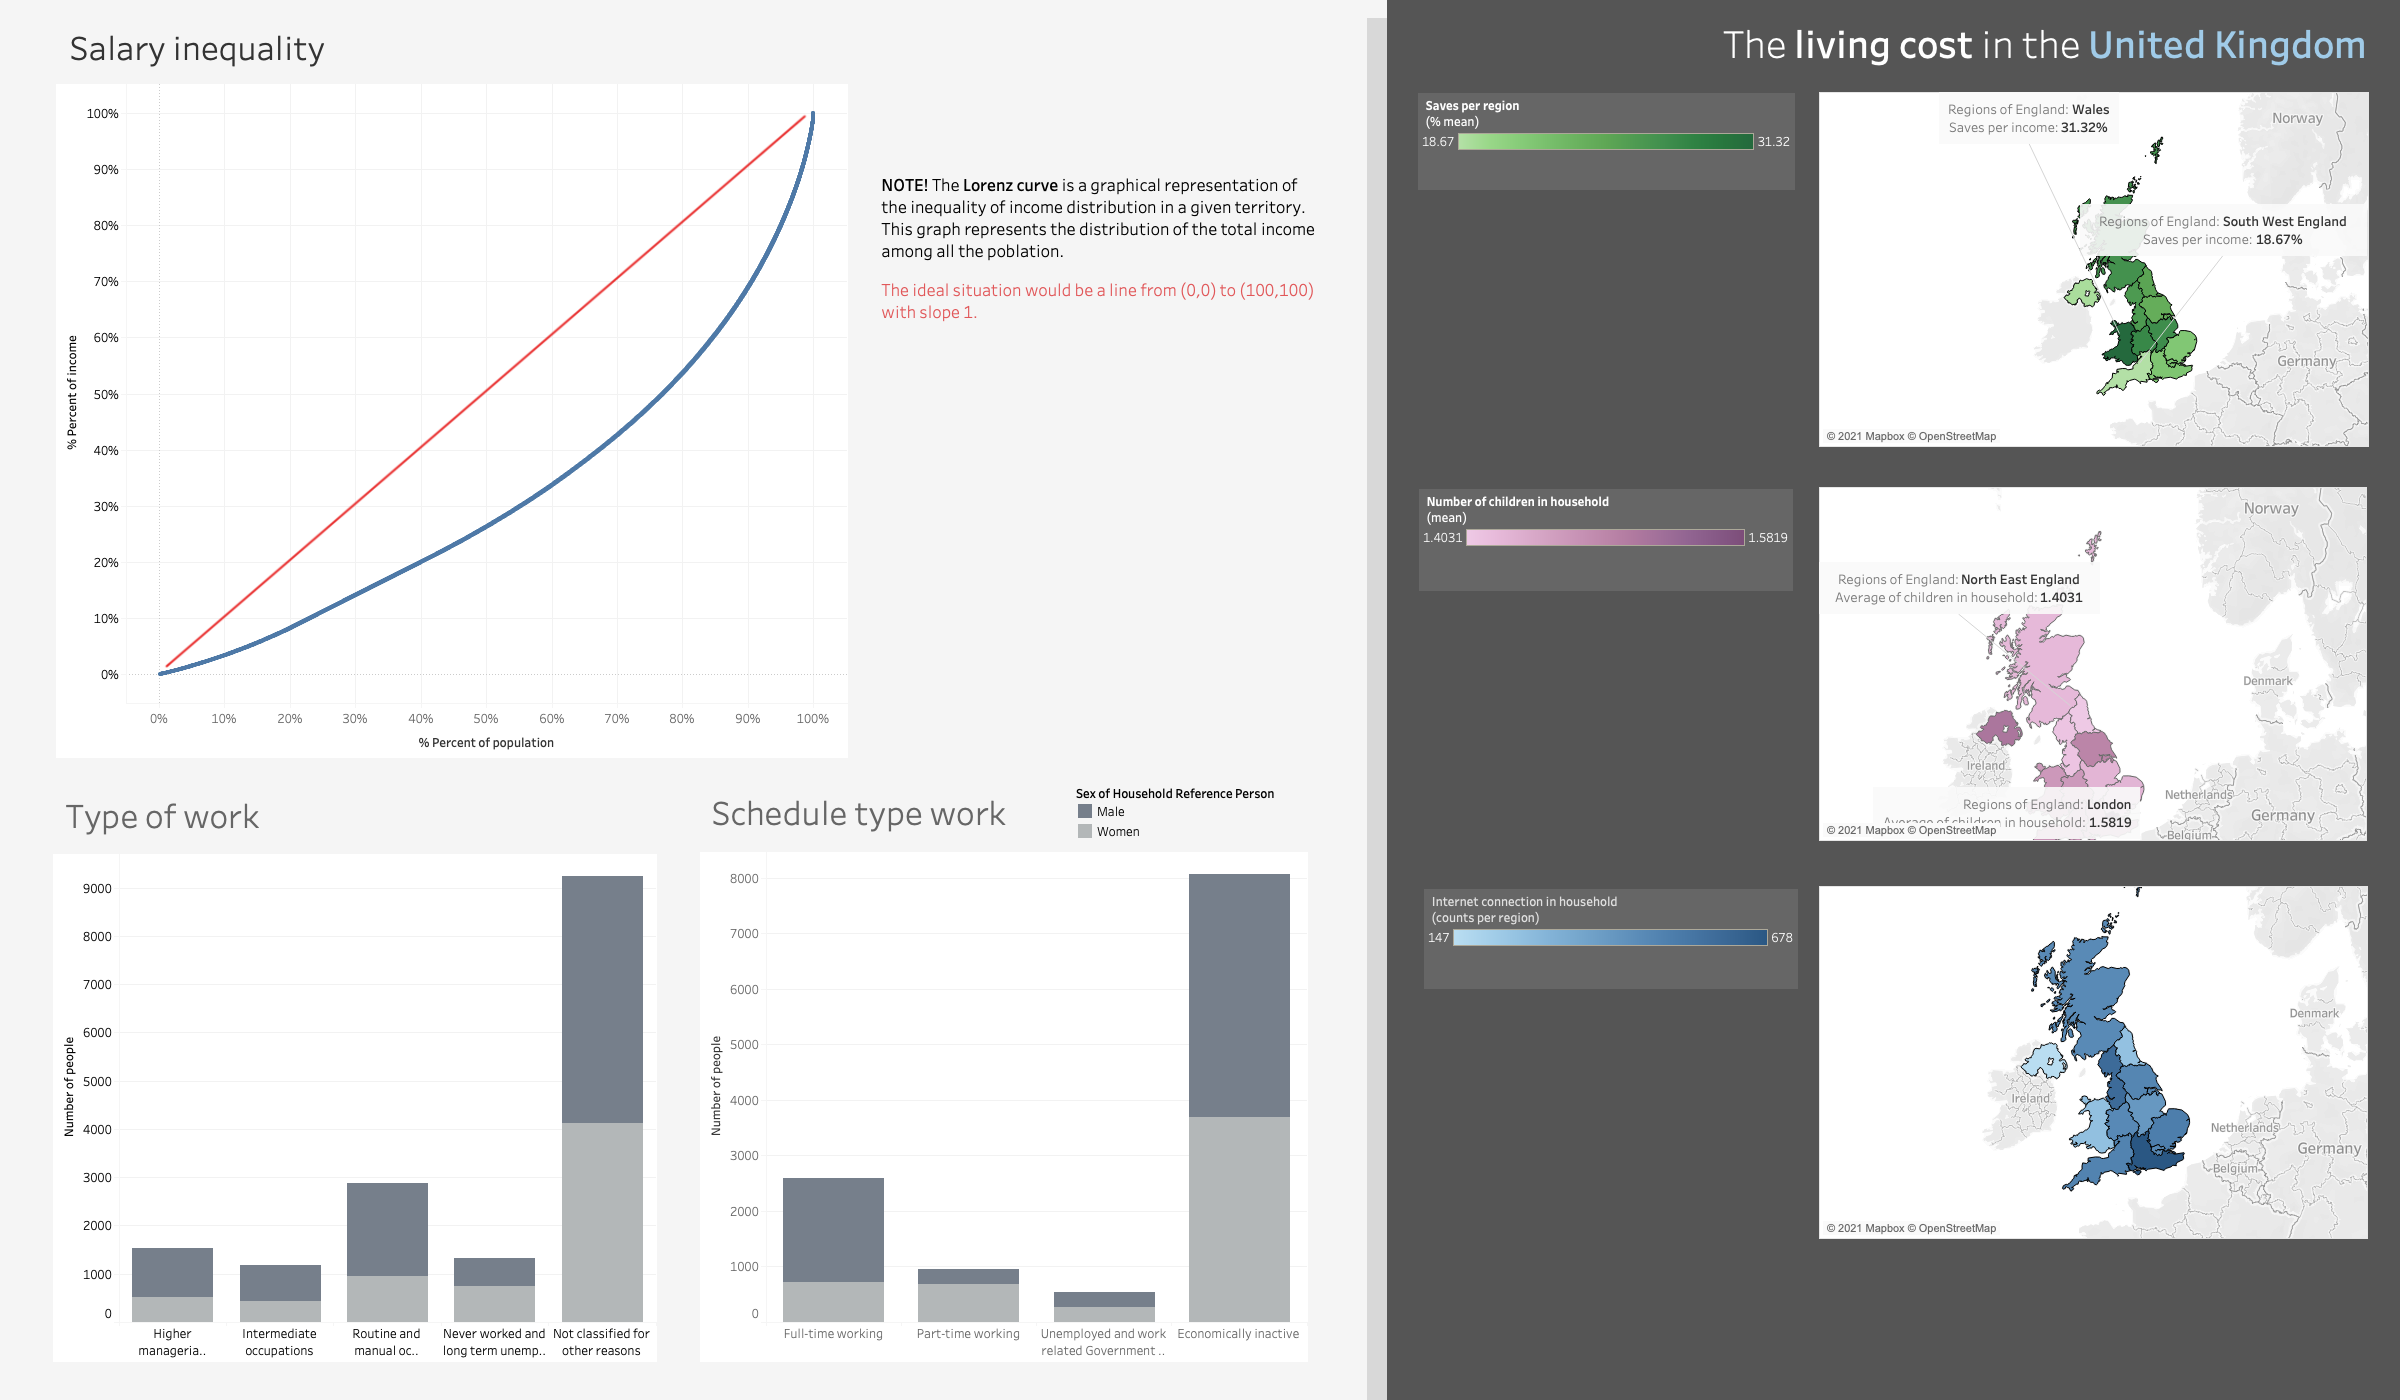 Salary inequality
100%
90%
80%
70%
60%
50%
40%
30%
20%
10%
0%
% Percent of income
0% 10% 20% 30% 40% 50% 60% 70% 80% 90% 100%
% Percent of population
NOTE! The Lorenz curve is a graphical representation of
the inequality of income distribution in a given territory.
This graph represents the distribution of the total income
among all the poblation.
The ideal situation would be a line from (0,0) to (100,100)
with slope 1.
Type of work
9000
8000
7000
6000
5000
4000
3000
2000
1000
0
Number of people
Higher
manageria..
Intermediate
occupations
Routine and
manual oc..
Never worked and
long term unemp..
Not classified for
other reasons
Schedule type work
Sex of Household Reference Person
Male
Women
8000
7000
6000
5000
4000
3000
2000
1000
0
Number of people
Full-time working
Part-time working
Unemployed and work
related Government ..
Economically inactive
The living cost in the United Kingdom
Saves per region
(% mean)
18.67 31.32
Regions of England: Wales
Saves per income: 31.32%
Norway
Regions of England: South West England
Saves per income: 18.67%
Germany
© 2021 Mapbox © OpenStreetMap
Number of children in household
(mean)
1.4031 1.5819
Norway
Regions of England: North East England
Average of children in household: 1.4031
Denmark
Ireland
Netherlands
Regions of England: London
Average of children in household: 1.5819
Germany
© 2021 Mapbox © OpenStreetMap
Belgium
Internet connection in household
(counts per region)
147 678
Denmark
Ireland
Netherlands
Germany
Belgium
© 2021 Mapbox © OpenStreetMap